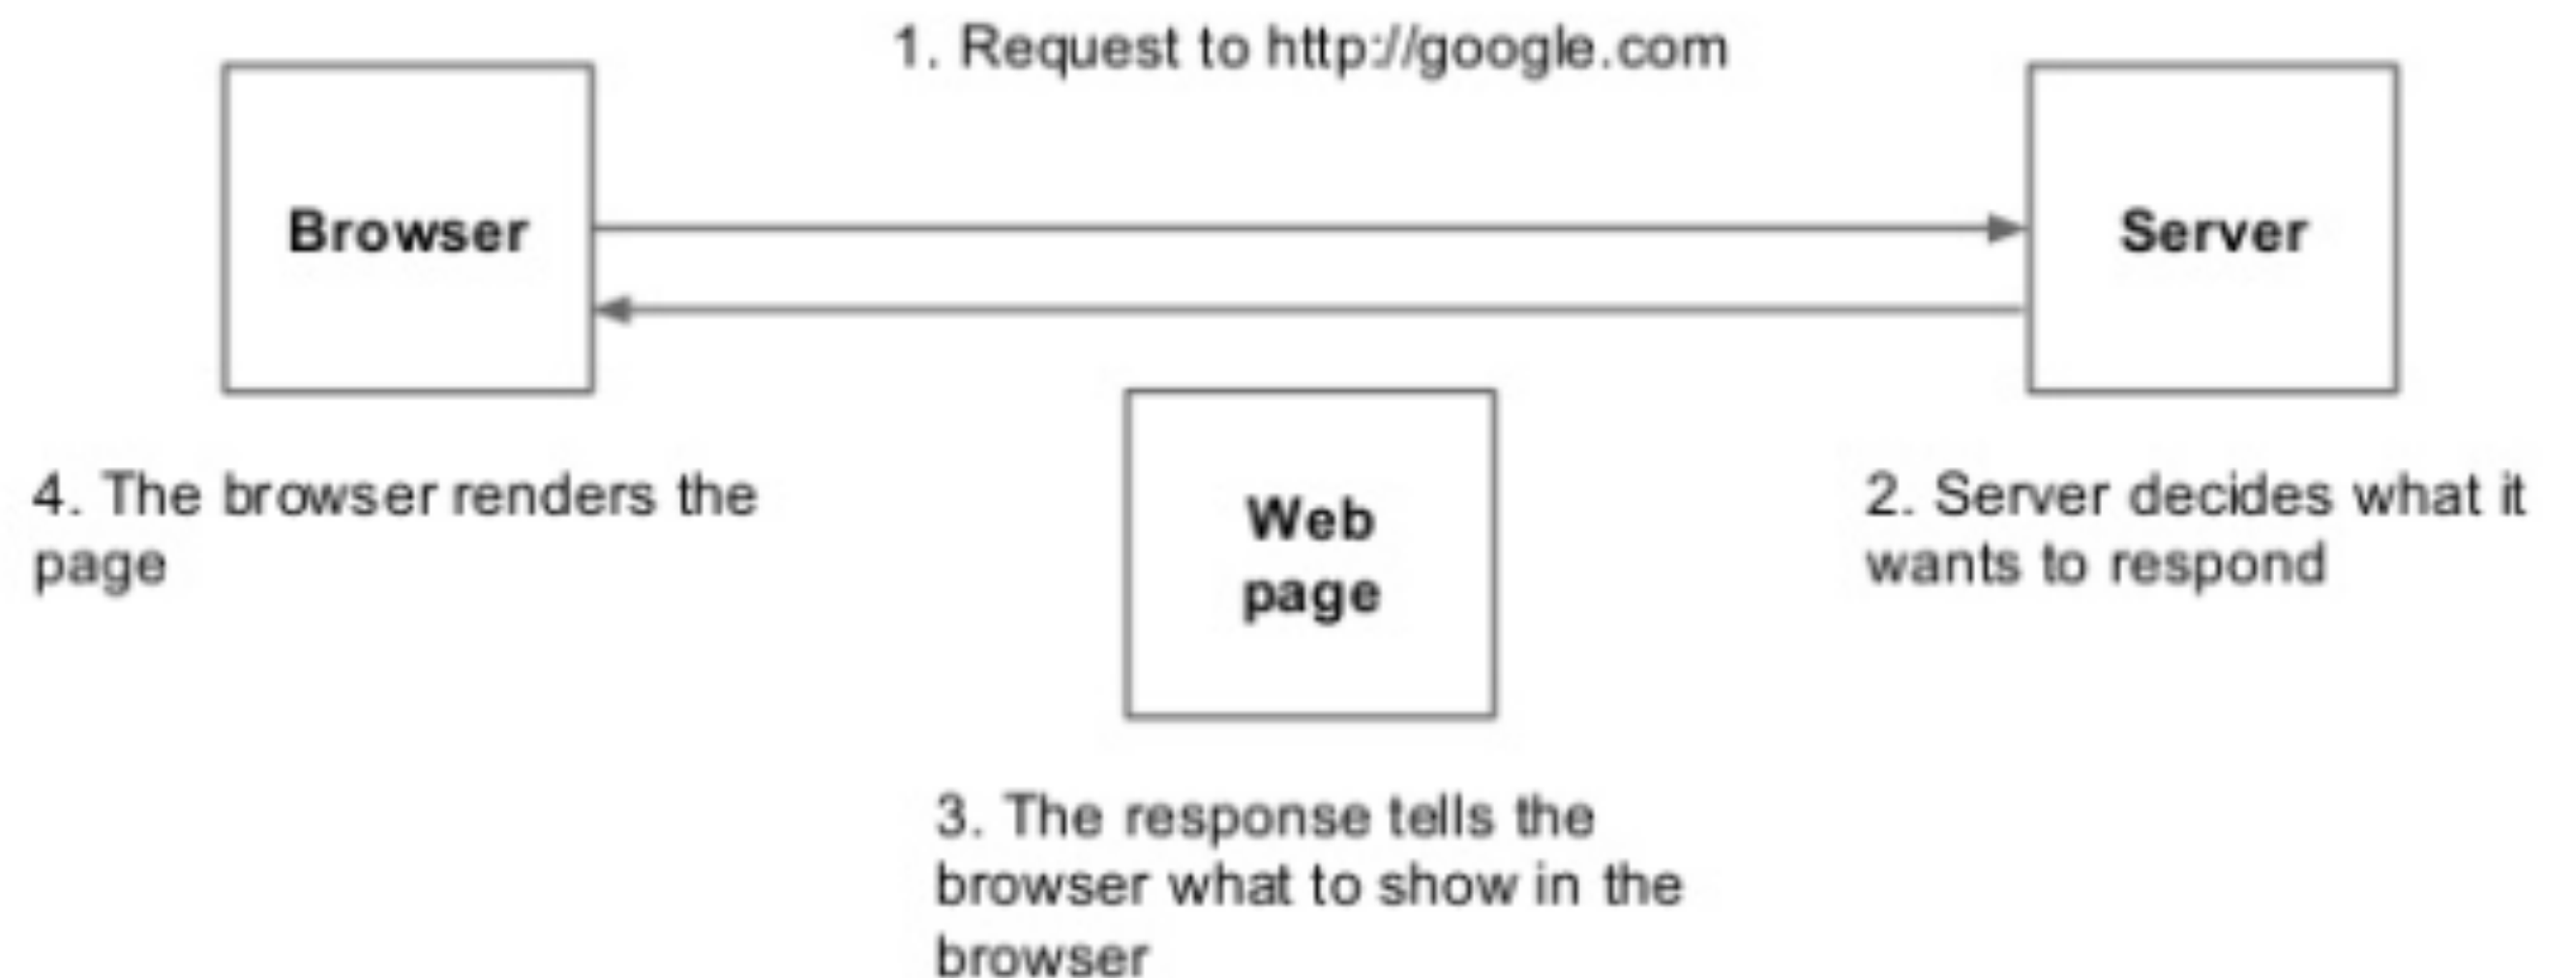 1. Request to http://google.com
Browser
Server
4. The browser renders the
page
Web
page
2. Server decides what it
wants to respond
3. The response tells the
browser what to show in the
browser